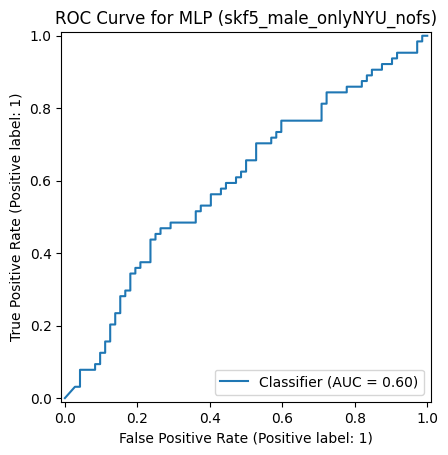 ROC Curve for MLP (skf5_male_onlyNYU_nofs)
True Positive Rate (Positive label: 1)
1.0
0.8
0.6
0.4
0.2
0.0
Classifier (AUC = 0.60)
0.0 0.2 0.4 0.6 0.8 1.0
False Positive Rate (Positive label: 1)